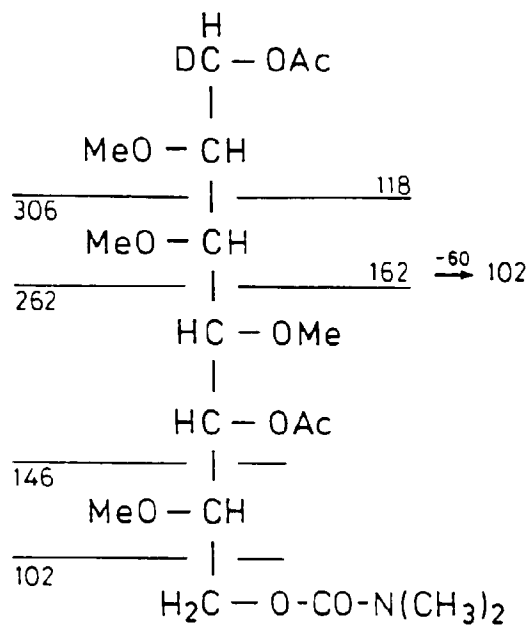 H
DC – OAc
|
MeO – CH
306 | 118
MeO – CH
262 | 162 -60→ 102
HC – OMe
|
HC – OAc
146 |
MeO – CH
102 |
H₂C – O-CO-N(CH₃)₂